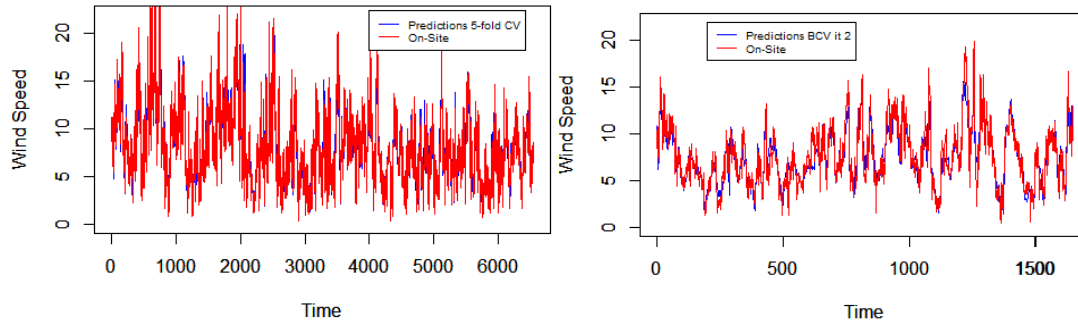 Predictions 5-fold CV
On-Site
Wind Speed
20
15
10
5
0
0 1000 2000 3000 4000 5000 6000
Time
Predictions BCV it 2
On-Site
Wind Speed
20
15
10
5
0
0 500 1000 1500
Time